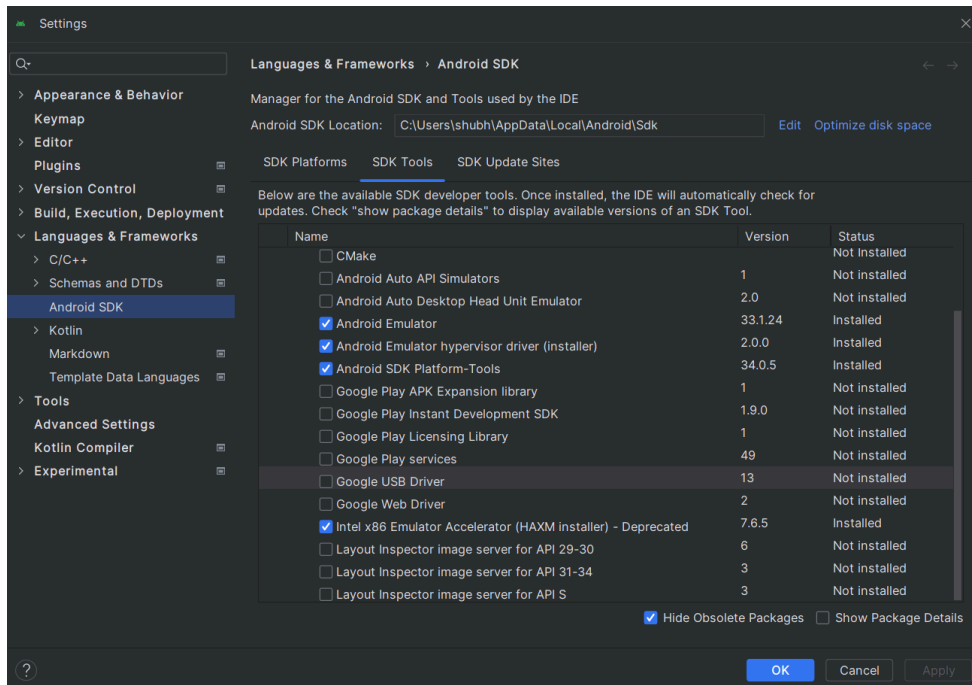 Settings
Languages & Frameworks › Android SDK
Appearance & Behavior
Keymap
Editor
Plugins
Version Control
Build, Execution, Deployment
Languages & Frameworks
C/C++
Schemas and DTDs
Android SDK
Kotlin
Markdown
Template Data Languages
Tools
Advanced Settings
Kotlin Compiler
Experimental
Manager for the Android SDK and Tools used by the IDE
Android SDK Location: C:\Users\shubh\AppData\Local\Android\Sdk Edit Optimize disk space
SDK Platforms SDK Tools SDK Update Sites
Below are the available SDK developer tools. Once installed, the IDE will automatically check for
updates. Check "show package details" to display available versions of an SDK Tool.
Name Version Status
CMake Not Installed
Android Auto API Simulators 1 Not installed
Android Auto Desktop Head Unit Emulator 2.0 Not installed
Android Emulator 33.1.24 Installed
Android Emulator hypervisor driver (installer) 2.0.0 Installed
Android SDK Platform-Tools 34.0.5 Installed
Google Play APK Expansion library 1 Not installed
Google Play Instant Development SDK 1.9.0 Not installed
Google Play Licensing Library 1 Not installed
Google Play services 49 Not installed
Google USB Driver 13 Not installed
Google Web Driver 2 Not installed
Intel x86 Emulator Accelerator (HAXM installer) - Deprecated 7.6.5 Installed
Layout Inspector image server for API 29-30 6 Not installed
Layout Inspector image server for API 31-34 3 Not installed
Layout Inspector image server for API S 3 Not installed
Hide Obsolete Packages Show Package Details
? OK Cancel Apply